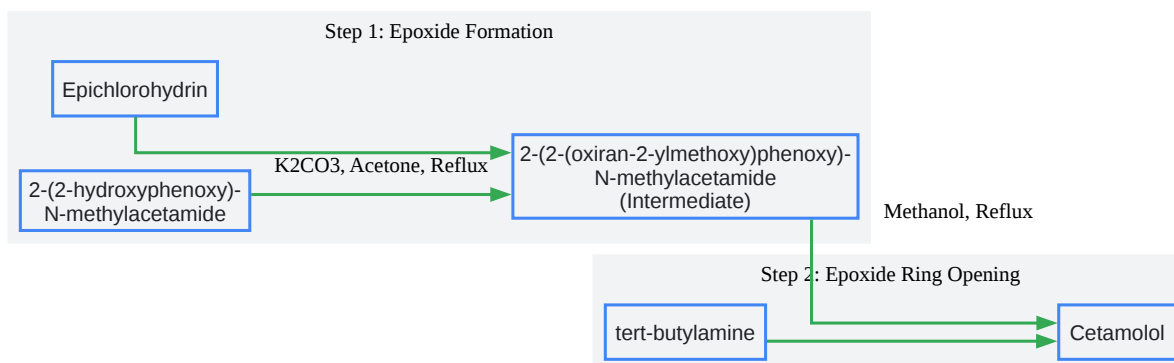 Step 1: Epoxide Formation
Epichlorohydrin
K2CO3, Acetone, Reflux
2-(2-hydroxyphenoxy)-
N-methylacetamide
2-(2-(oxiran-2-ylmethoxy)phenoxy)-
N-methylacetamide
(Intermediate)
Methanol, Reflux
Step 2: Epoxide Ring Opening
tert-butylamine
Cetamolol